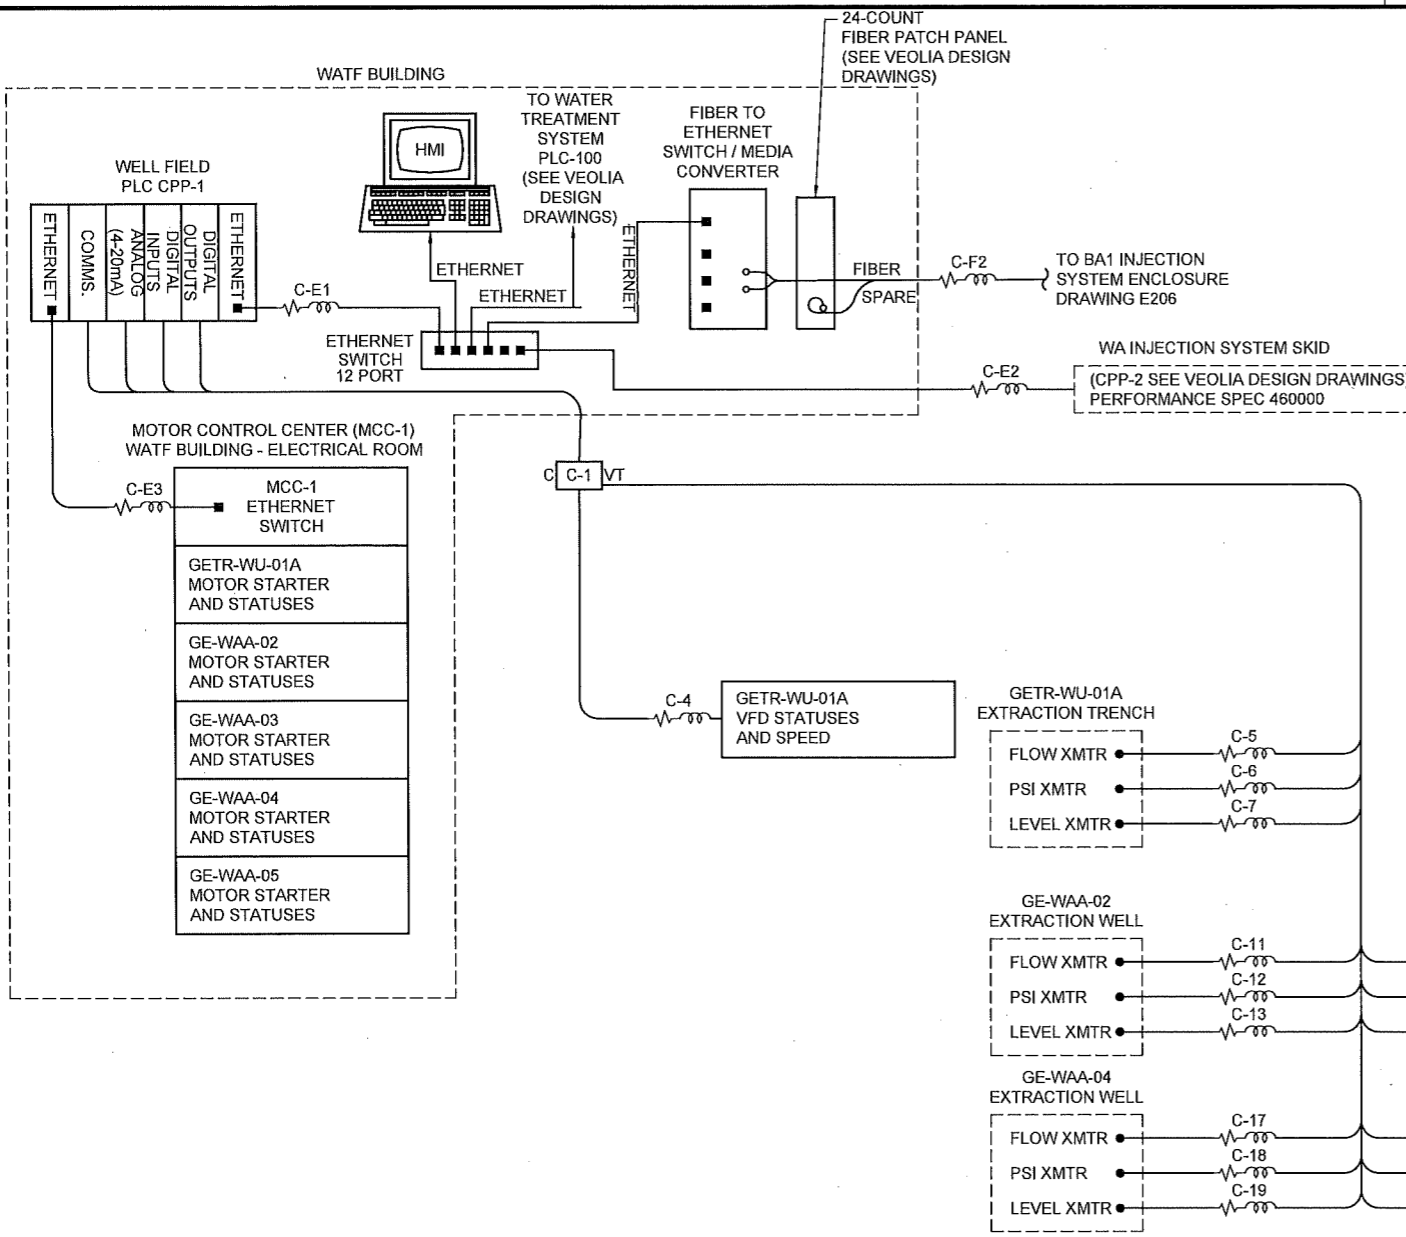 24-COUNT
FIBER PATCH PANEL
(SEE VEOLIA DESIGN
DRAWINGS)
WATF BUILDING
TO WATER
TREATMENT
SYSTEM
PLC-100
(SEE VEOLIA
DESIGN
DRAWINGS)
FIBER TO
ETHERNET
SWITCH / MEDIA
CONVERTER
HMI
WELL FIELD
PLC CPP-1
ETHERNET
COMMS.
ANALOG
(4-20mA)
DIGITAL
INPUTS
DIGITAL
OUTPUTS
ETHERNET
C-E1
ETHERNET
ETHERNET
ETHERNET
FIBER
SPARE
C-F2
TO BA1 INJECTION
SYSTEM ENCLOSURE
DRAWING E206
ETHERNET
SWITCH
12 PORT
WA INJECTION SYSTEM SKID
C-E2
(CPP-2 SEE VEOLIA DESIGN DRAWINGS
PERFORMANCE SPEC 460000
MOTOR CONTROL CENTER (MCC-1)
WATF BUILDING - ELECTRICAL ROOM
C C-1 VT
C-E3
MCC-1
ETHERNET
SWITCH
GETR-WU-01A
MOTOR STARTER
AND STATUSES
GE-WAA-02
MOTOR STARTER
AND STATUSES
GE-WAA-03
MOTOR STARTER
AND STATUSES
GE-WAA-04
MOTOR STARTER
AND STATUSES
GE-WAA-05
MOTOR STARTER
AND STATUSES
C-4
GETR-WU-01A
VFD STATUSES
AND SPEED
GETR-WU-01A
EXTRACTION TRENCH
FLOW XMTR
C-5
PSI XMTR
C-6
LEVEL XMTR
C-7
GE-WAA-02
EXTRACTION WELL
FLOW XMTR
C-11
PSI XMTR
C-12
LEVEL XMTR
C-13
GE-WAA-04
EXTRACTION WELL
FLOW XMTR
C-17
PSI XMTR
C-18
LEVEL XMTR
C-19